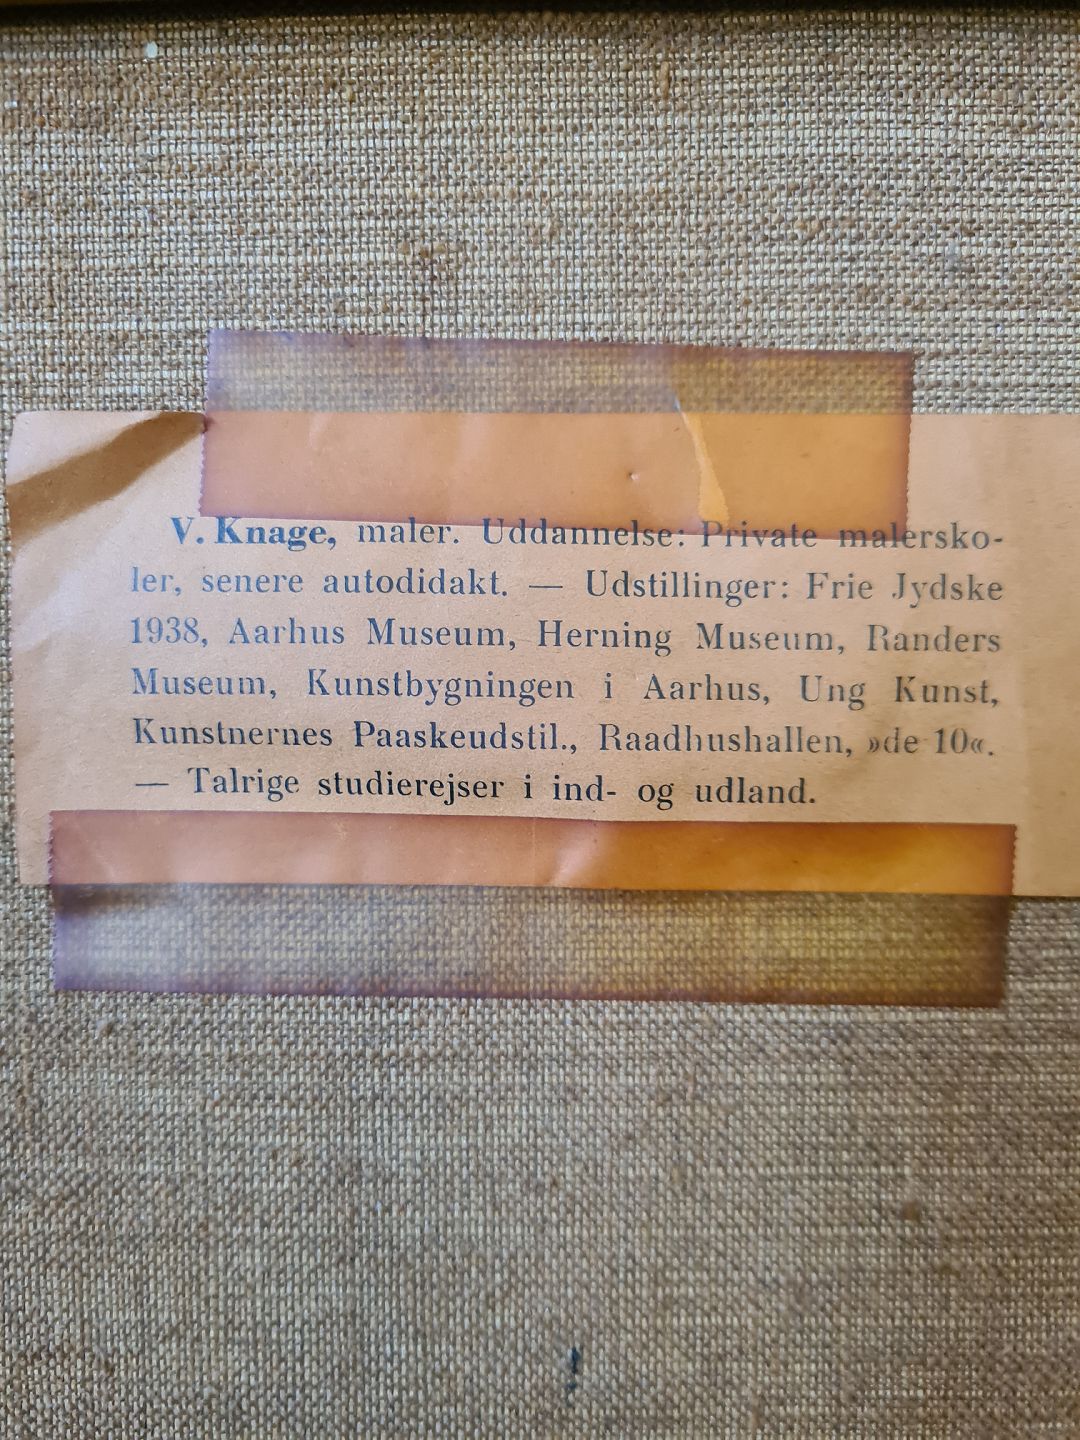 V. Knage, maler. Uddannelse: Private malersko-
ler, senere autodidakt. — Udstillinger: Frie Jydske
1938, Aarhus Museum, Herning Museum, Randers
Museum, Kunstbygningen i Aarhus, Ung Kunst,
Kunstnernes Paaskeudstil., Raadhushallen, »de 10«.
— Talrige studierejser i ind- og udland.